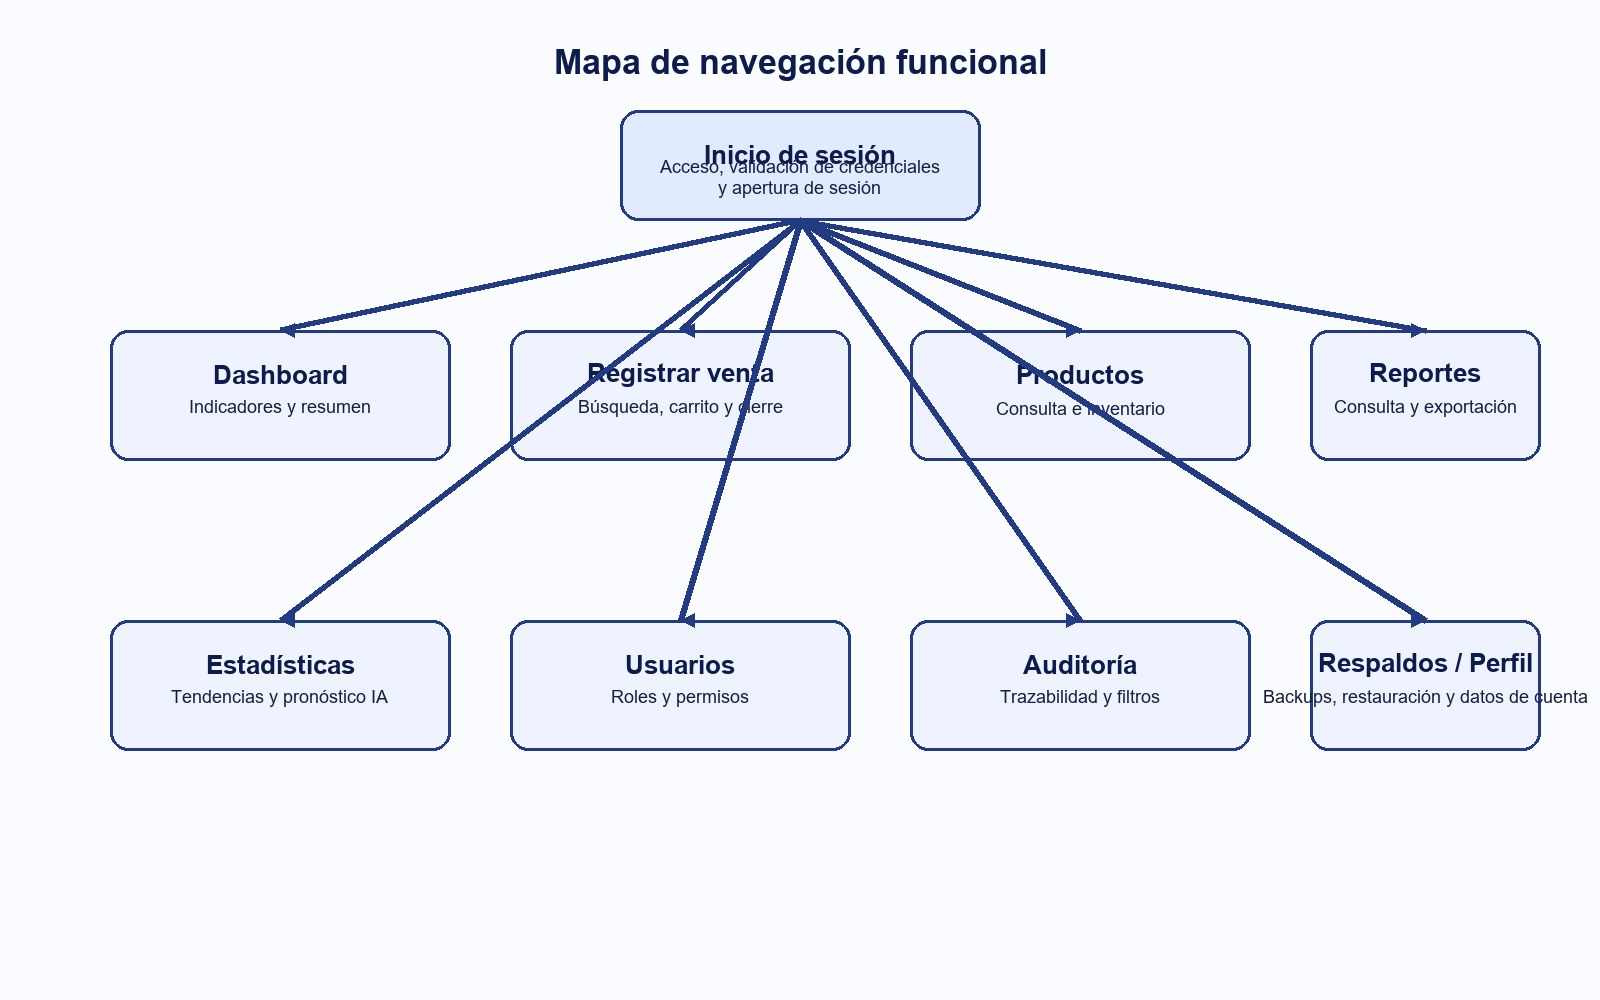 Mapa de navegación funcional
Inicio de sesión
Acceso, validación de credenciales
y apertura de sesión
Dashboard
Indicadores y resumen
Registrar venta
Búsqueda, carrito y cierre
Productos
Consulta e inventario
Reportes
Consulta y exportación
Estadísticas
Tendencias y pronóstico IA
Usuarios
Roles y permisos
Auditoría
Trazabilidad y filtros
Respaldos / Perfil
Backups, restauración y datos de cuenta